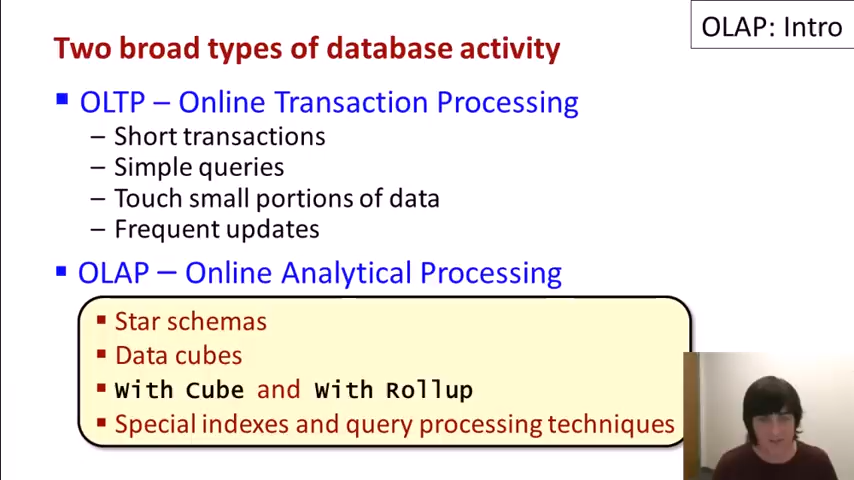 OLAP: Intro
Two broad types of database activity
▪ OLTP – Online Transaction Processing
– Short transactions
– Simple queries
– Touch small portions of data
– Frequent updates
▪ OLAP – Online Analytical Processing
▪ Star schemas
▪ Data cubes
▪ With Cube and With Rollup
▪ Special indexes and query processing techniques